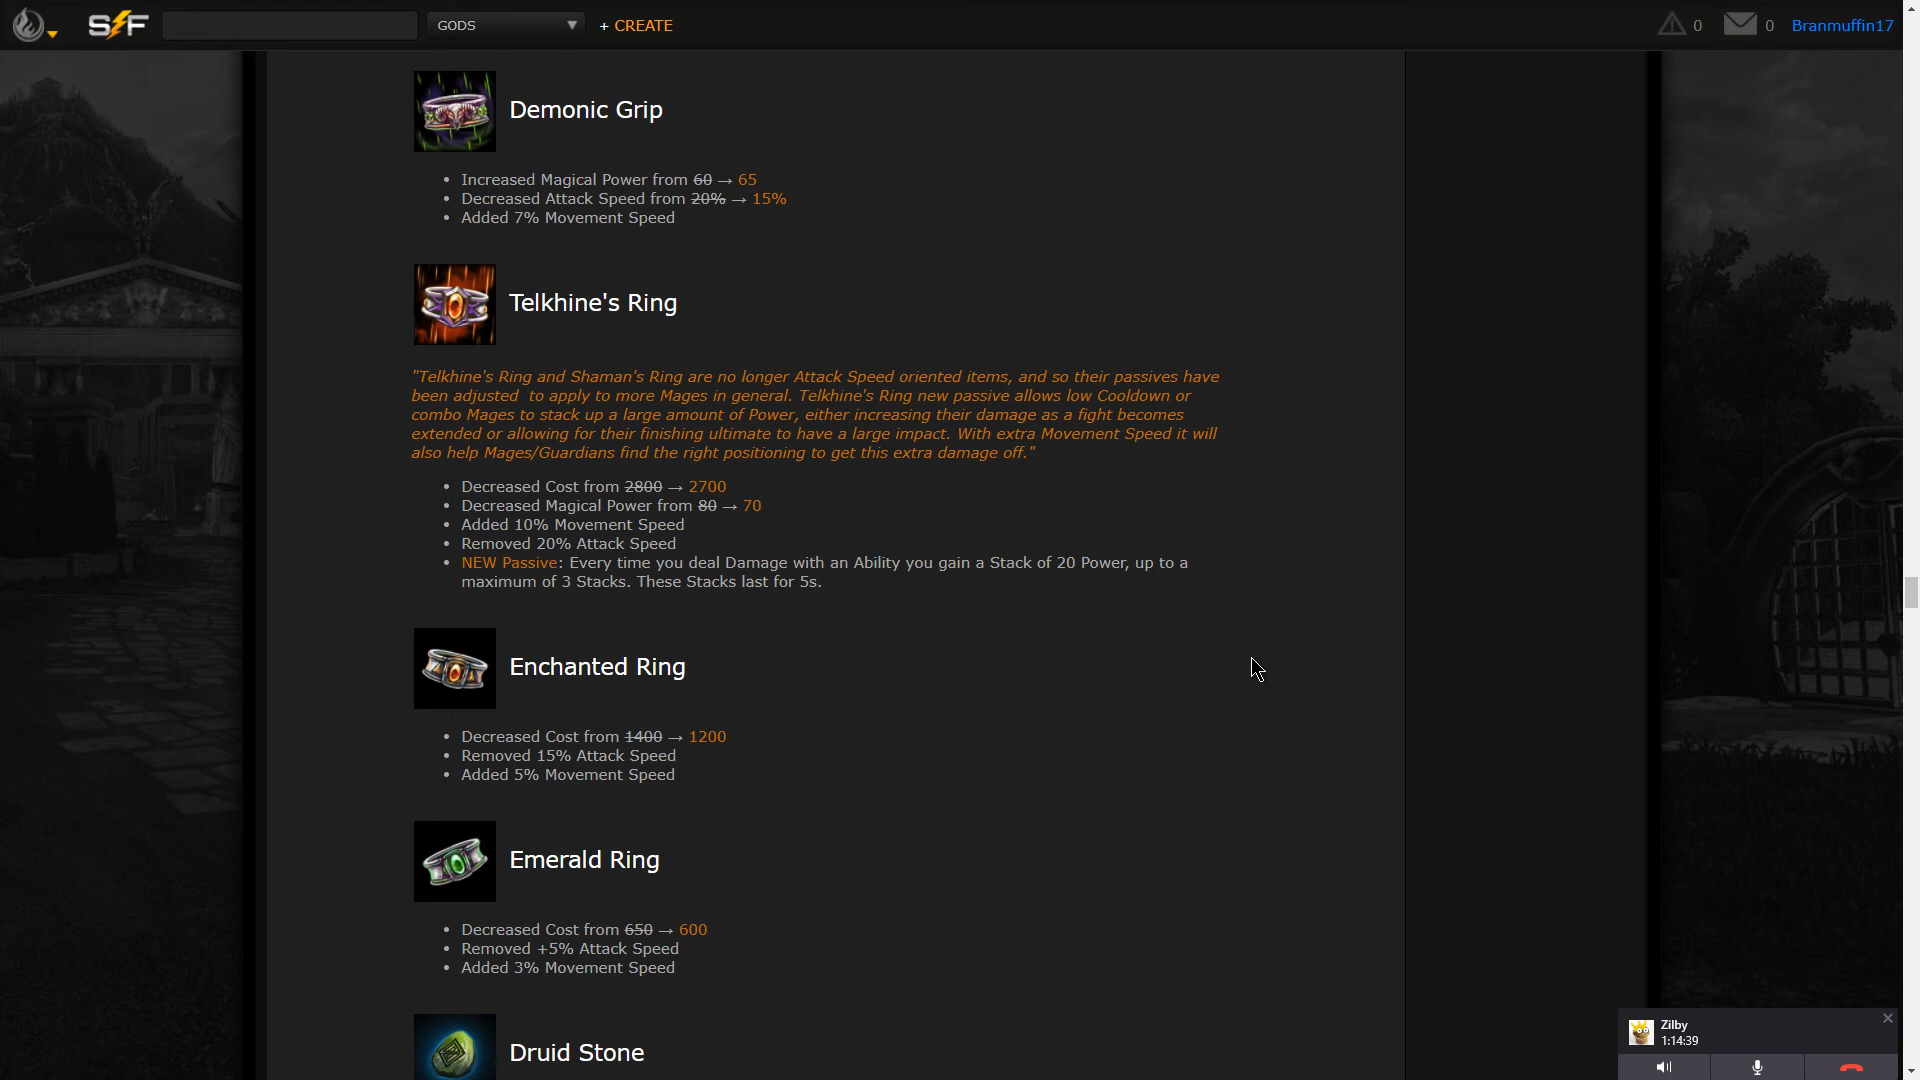 SF
GODS
+ CREATE
0
0
Branmuffin17
Demonic Grip
• Increased Magical Power from 60 → 65
• Decreased Attack Speed from 20% → 15%
• Added 7% Movement Speed
Telkhine's Ring
"Telkhine's Ring and Shaman's Ring are no longer Attack Speed oriented items, and so their passives have
been adjusted  to apply to more Mages in general. Telkhine's Ring new passive allows low Cooldown or
combo Mages to stack up a large amount of Power, either increasing their damage as a fight becomes
extended or allowing for their finishing ultimate to have a large impact. With extra Movement Speed it will
also help Mages/Guardians find the right positioning to get this extra damage off."
• Decreased Cost from 2800 → 2700
• Decreased Magical Power from 80 → 70
• Added 10% Movement Speed
• Removed 20% Attack Speed
• NEW Passive: Every time you deal Damage with an Ability you gain a Stack of 20 Power, up to a
maximum of 3 Stacks. These Stacks last for 5s.
Enchanted Ring
• Decreased Cost from 1400 → 1200
• Removed 15% Attack Speed
• Added 5% Movement Speed
Emerald Ring
• Decreased Cost from 650 → 600
• Removed +5% Attack Speed
• Added 3% Movement Speed
Druid Stone
Zilby
1:14:39